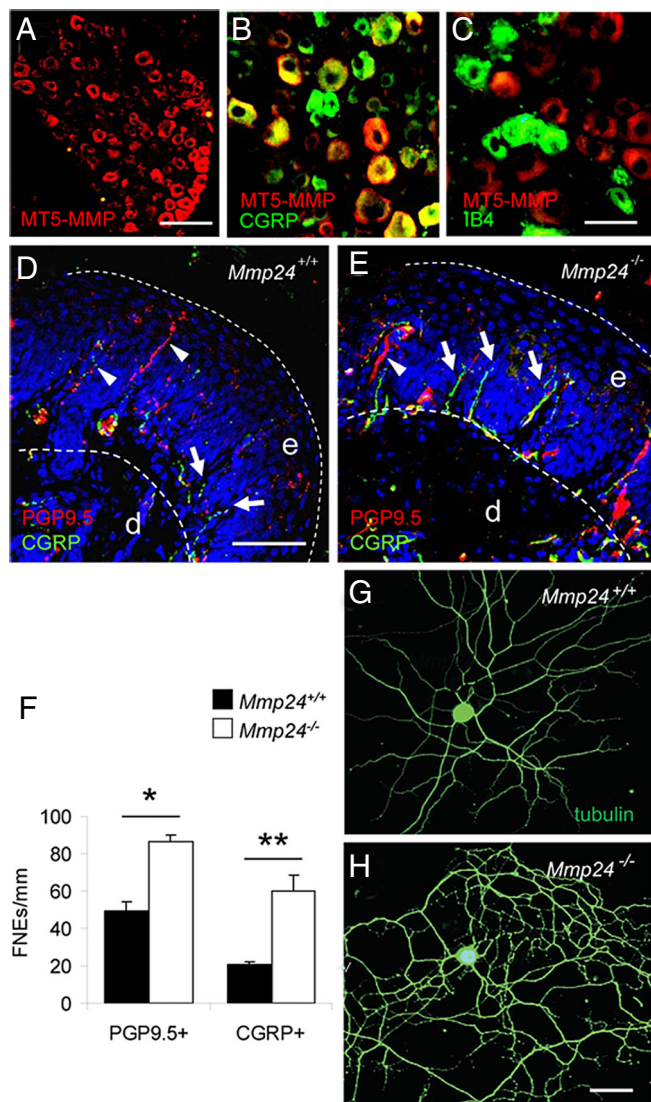 A
MT5-MMP
B
MT5-MMP
CGRP
C
MT5-MMP
IB4
D
Mmp24+/+
e
d
PGP9.5
CGRP
E
Mmp24-/-
e
d
PGP9.5
CGRP
F
Mmp24+/+
Mmp24-/-
* **
100
80
60
40
20
0
FNEs/mm
PGP9.5+ CGRP+
G
Mmp24+/+
tubulin
H
Mmp24-/-